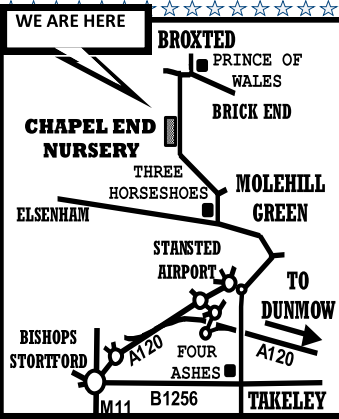 WE ARE HERE
BROXTED
PRINCE OF
WALES
BRICK END
CHAPEL END
NURSERY
THREE
HORSESHOES
MOLEHILL
GREEN
ELSENHAM
STANSTED
AIRPORT
TO
DUNMOW
BISHOPS
STORTFORD
A120
FOUR
ASHES
A120
B1256
TAKELEY
M11